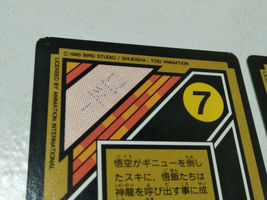 © 1995 BIRD STUDIO / SHUEISHA • TOEI ANIMATION
LICENSED BY ANIMATION INTERNATIONAL
7
悟空がギニューを倒し
たスキに、悟飯たちは
神龍を呼び出す事に成